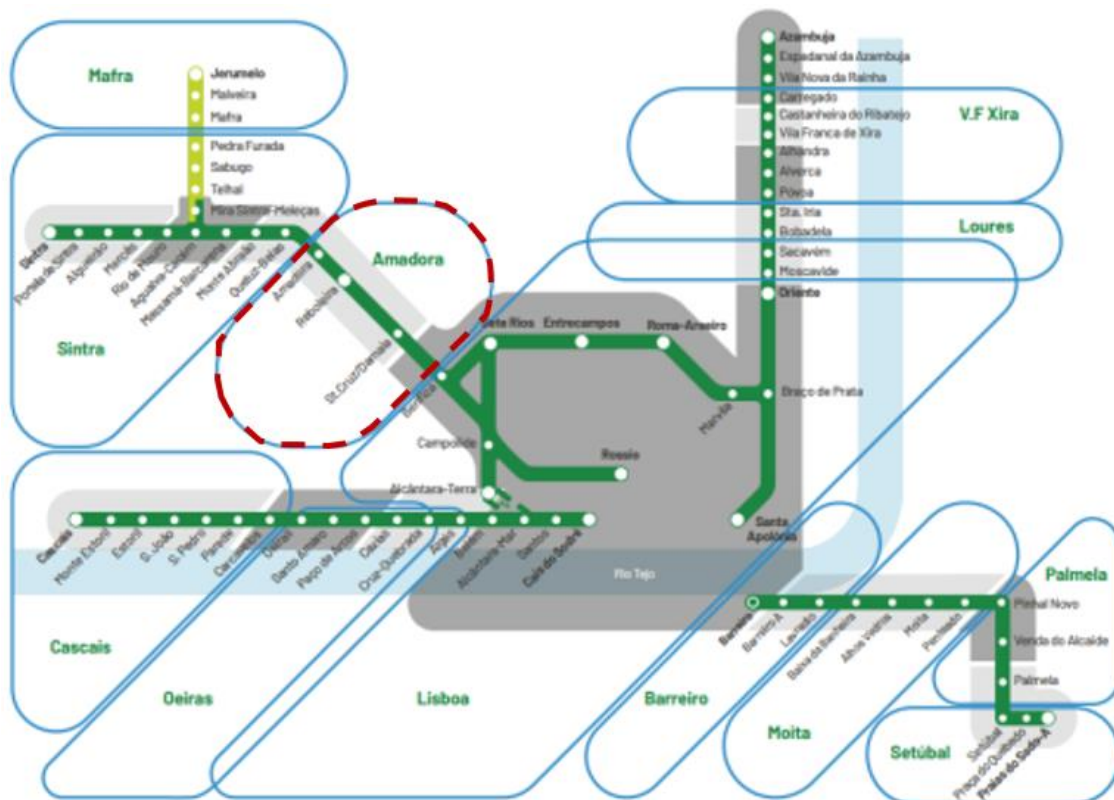 Mafra
Jerumelo
Malveira
Mafra
Pedra Furada
Sabugo
Telhal
Mira Sintra-Meleças
Sintra
Portela de Sintra
Algueirão
Mercês
Rio de Mouro
Agualva-Cacém
Massamá-Barcarena
Monte Abraão
Queluz-Belas
Amadora
Reboleira
St.Cruz/Damaia
Benfica
Sintra
Amadora
Azambuja
Espadanal da Azambuja
Vila Nova da Rainha
Carregado
Castanheira do Ribatejo
Vila Franca de Xira
Alhandra
Alverca
Póvoa
Sta. Iria
Bobadela
Sacavém
Moscavide
Oriente
V.F Xira
Loures
Sete Rios
Entrecampos
Roma-Areeiro
Marvila
Braço de Prata
Campolide
Rossio
Alcântara-Terra
Santa
Apolónia
Cascais
Monte Estoril
Estoril
S. João
S. Pedro
Parede
Carcavelos
Oeiras
Santo Amaro
Paço de Arcos
Caxias
Cruz-Quebrada
Algés
Belém
Alcântara-Mar
Santos
Cais do Sodré
Rio Tejo
Barreiro
Barreiro-A
Lavradio
Baixa da Banheira
Alhos Vedros
Moita
Penteado
Pinhal Novo
Venda do Alcaide
Palmela
Setúbal
Praça do Quebedo
Praias do Sado-A
Palmela
Cascais
Oeiras
Lisboa
Barreiro
Moita
Setúbal